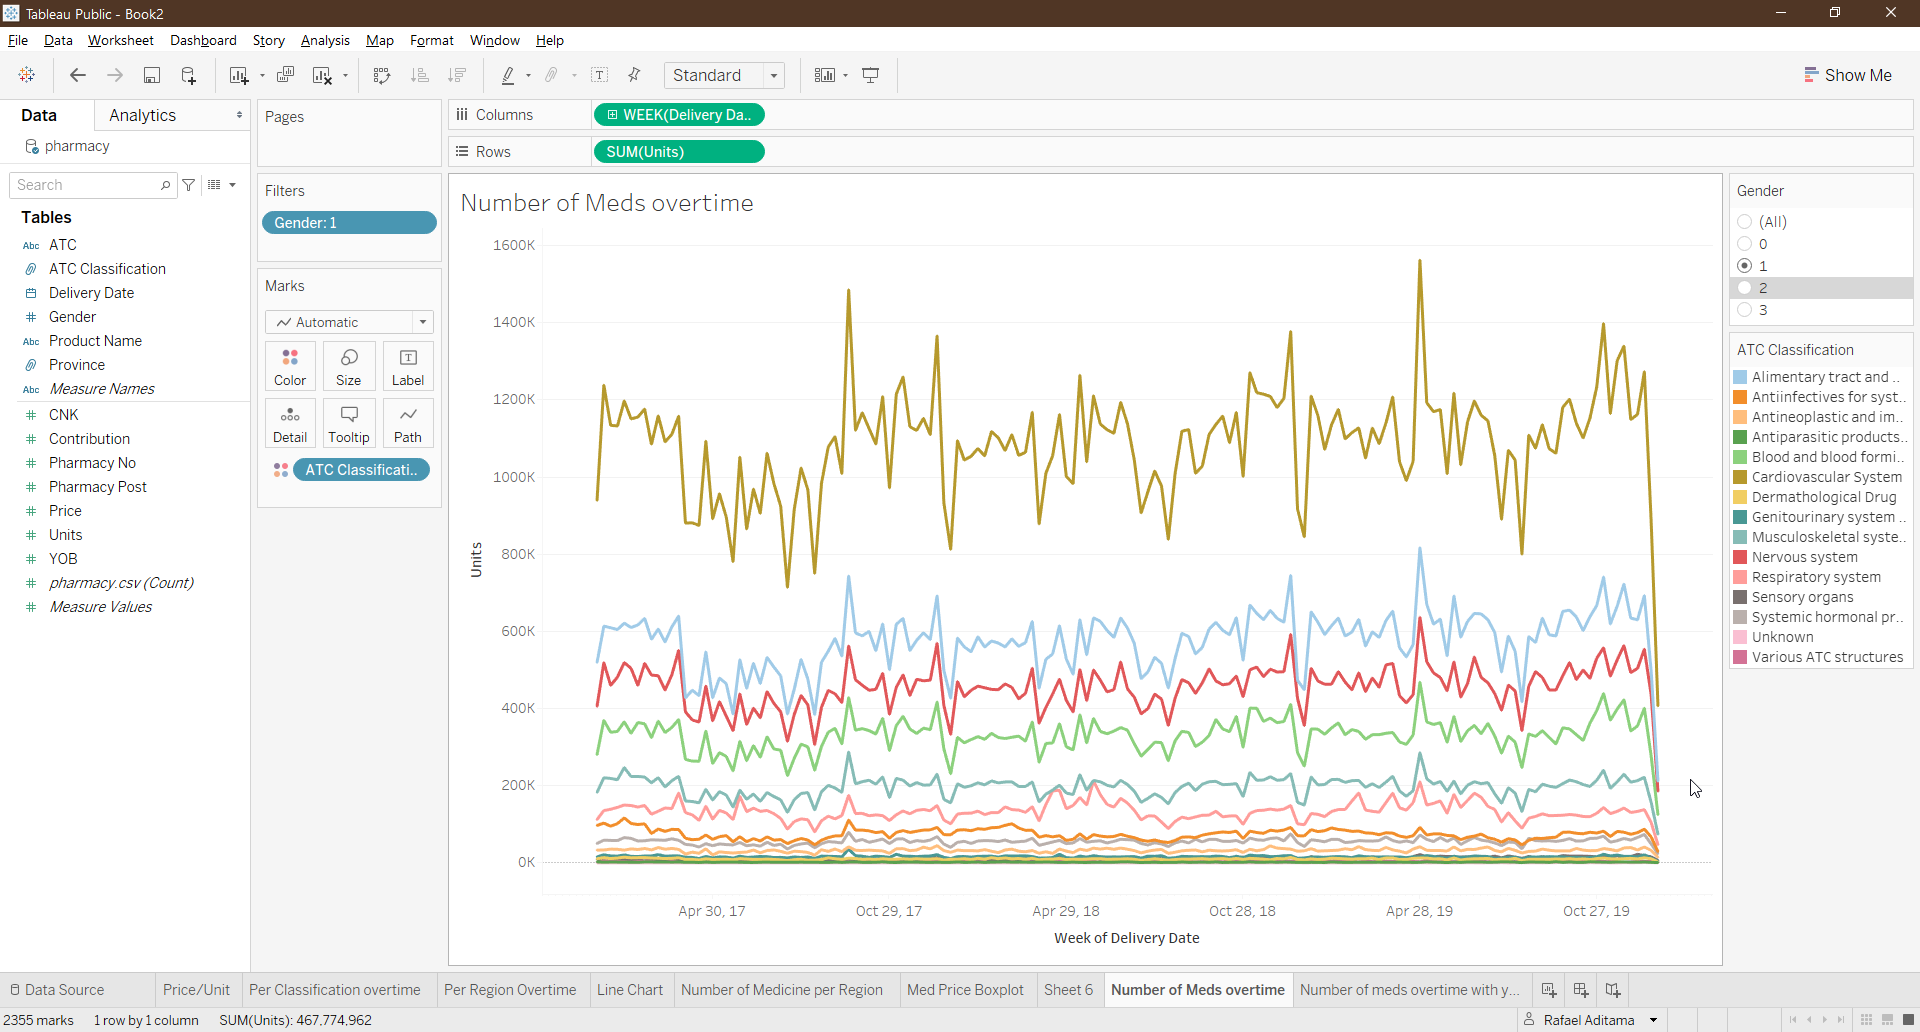 Tableau Public - Book2
File Data Worksheet Dashboard Story Analysis Map Format Window Help
Standard
Show Me
Data Analytics
pharmacy
Search
Tables
Abc ATC
ATC Classification
Delivery Date
# Gender
Abc Product Name
Province
Abc Measure Names
# CNK
# Contribution
# Pharmacy No
# Pharmacy Post
# Price
# Units
# YOB
# pharmacy.csv (Count)
# Measure Values
Pages
Filters
Gender: 1
Marks
Automatic
Color Size Label
Detail Tooltip Path
ATC Classificati..
Columns WEEK(Delivery Da..
Rows SUM(Units)
Number of Meds overtime
1600K
1400K
1200K
1000K
800K
600K
400K
200K
0K
Units
Apr 30, 17 Oct 29, 17 Apr 29, 18 Oct 28, 18 Apr 28, 19 Oct 27, 19
Week of Delivery Date
Gender
(All)
0
1
2
3
ATC Classification
Alimentary tract and ..
Antiinfectives for syst..
Antineoplastic and im..
Antiparasitic products..
Blood and blood formi..
Cardiovascular System
Dermathological Drug
Genitourinary system ..
Musculoskeletal syste..
Nervous system
Respiratory system
Sensory organs
Systemic hormonal pr..
Unknown
Various ATC structures
Data Source Price/Unit Per Classification overtime Per Region Overtime Line Chart Number of Medicine per Region Med Price Boxplot Sheet 6 Number of Meds overtime Number of meds overtime with y...
2355 marks 1 row by 1 column SUM(Units): 467,774,962 Rafael Aditama